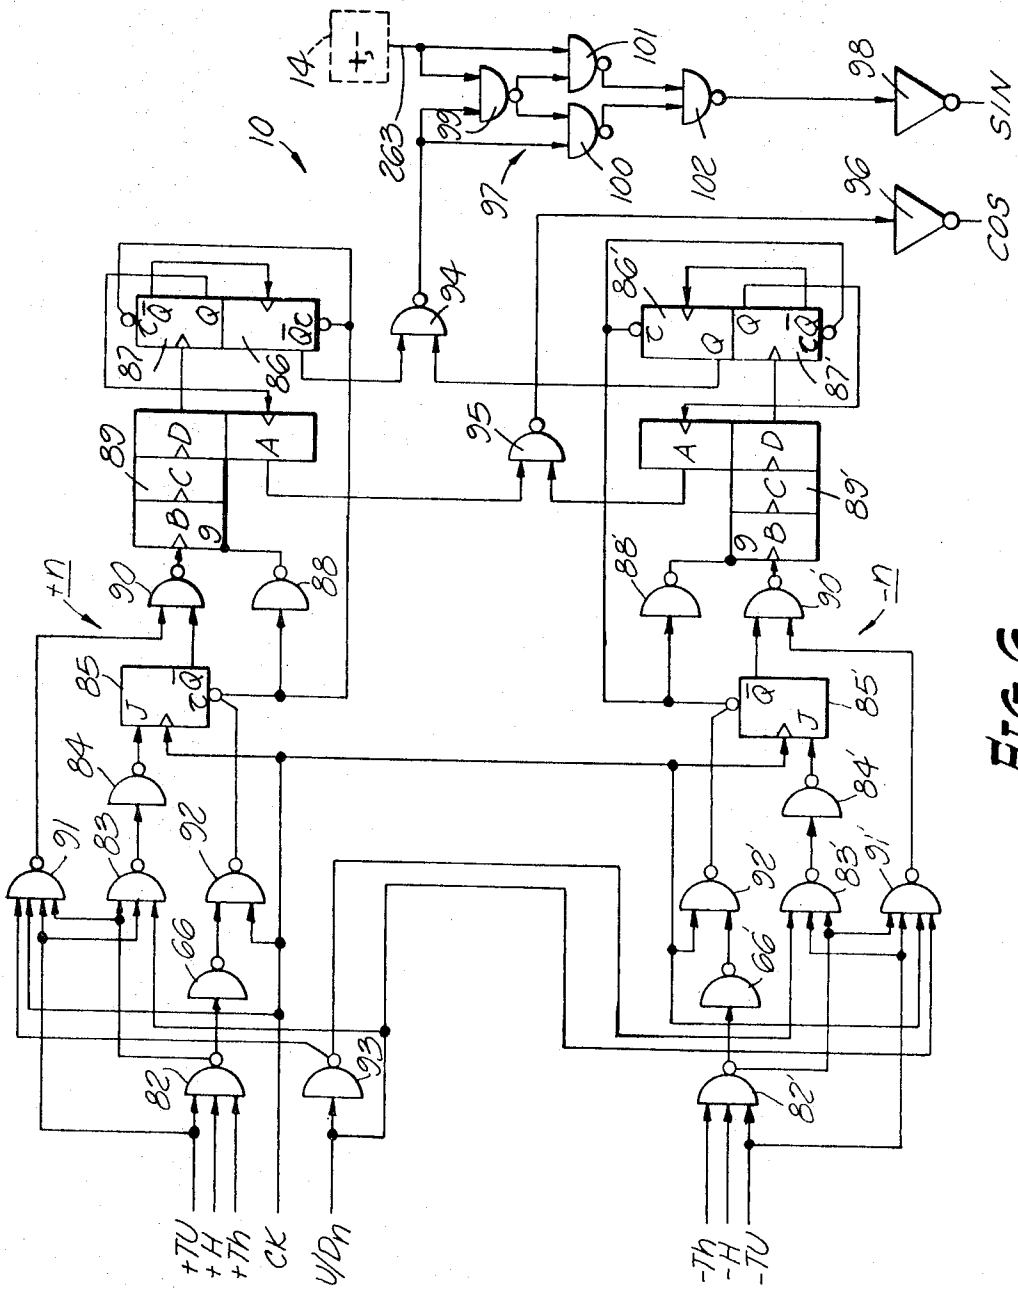 14
+,-
263
10
97
99
100
101
102
98
SIN
96
COS
94
95
C Q̅
Q
87
86
Q̅ C
89
B C D
9
A
+n
90
88
85
J
C Q̅
84
91
83
92
66
82
93
+TU
+H
+Th
CK
U/Dn
86'
C
Q
Q
C Q̅
87'
A
B C D
9
89'
88'
90'
-n
Q̅
J
85'
84'
92'
83'
91'
66'
82'
-Th
-H
-TU
FIG. 6